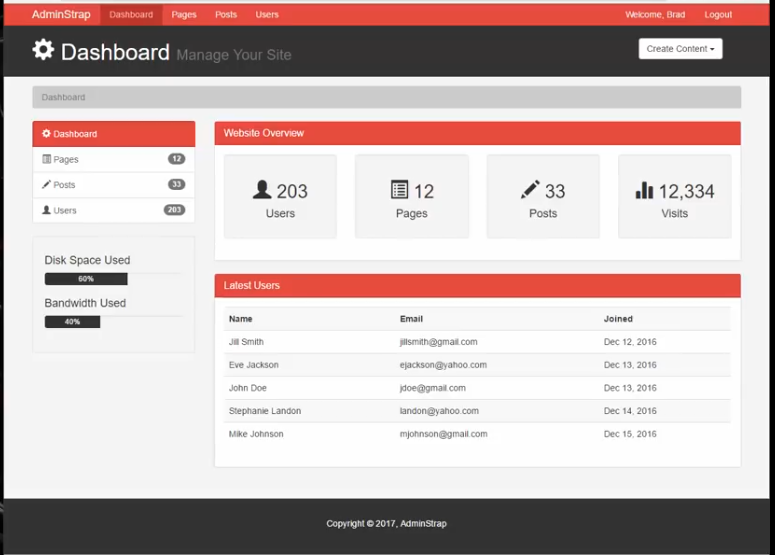 AdminStrap Dashboard Pages Posts Users Welcome, Brad Logout
Dashboard Manage Your Site Create Content
Dashboard
Dashboard
Pages 12
Posts 33
Users 203
Disk Space Used
60%
Bandwidth Used
40%
Website Overview
203 12 33 12,334
Users Pages Posts Visits
Latest Users
Name Email Joined
Jill Smith jillsmith@gmail.com Dec 12, 2016
Eve Jackson ejackson@yahoo.com Dec 13, 2016
John Doe jdoe@gmail.com Dec 13, 2016
Stephanie Landon landon@yahoo.com Dec 14, 2016
Mike Johnson mjohnson@gmail.com Dec 15, 2016
Copyright © 2017, AdminStrap